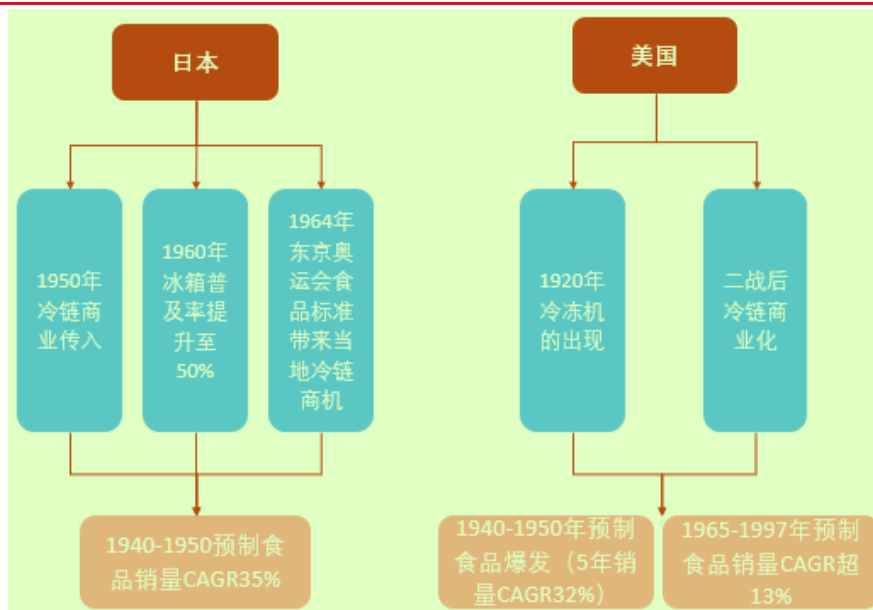 日本
美国
1950年
冷链商
业传入
1960年
冰箱普
及率提
升至
50%
1964年
东京奥
运会食
品标准
带来当
地冷链
商机
1920年
冷冻机
的出现
二战后
冷链商
业化
1940-1950预制食
品销量CAGR35%
1940-1950年预制
食品爆发（5年销
量CAGR32%）
1965-1997年预制
食品销量CAGR超
13%